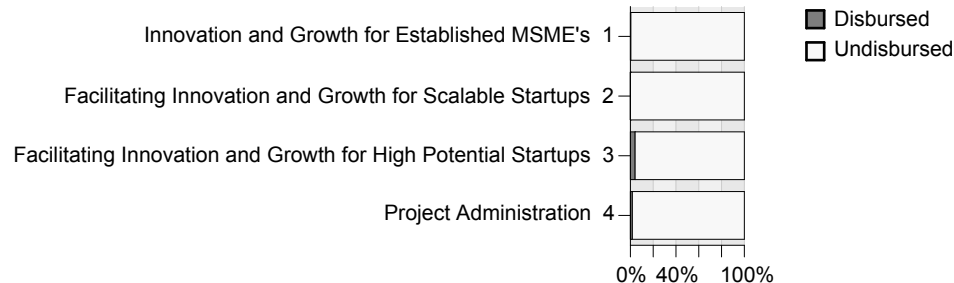 Innovation and Growth for Established MSME's 1
Facilitating Innovation and Growth for Scalable Startups 2
Facilitating Innovation and Growth for High Potential Startups 3
Project Administration 4
0% 40% 100%
Disbursed
Undisbursed